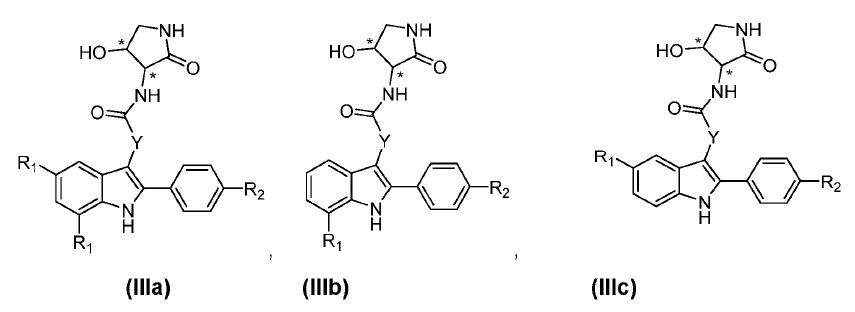 NH NH NH
HO * HO * HO *
O O O
* * *
NH NH NH
O O O
Y Y Y
R1 R1
R2 R2 R2
N H N H N H
R1 R1
, ,
(IIIa) (IIIb) (IIIc)